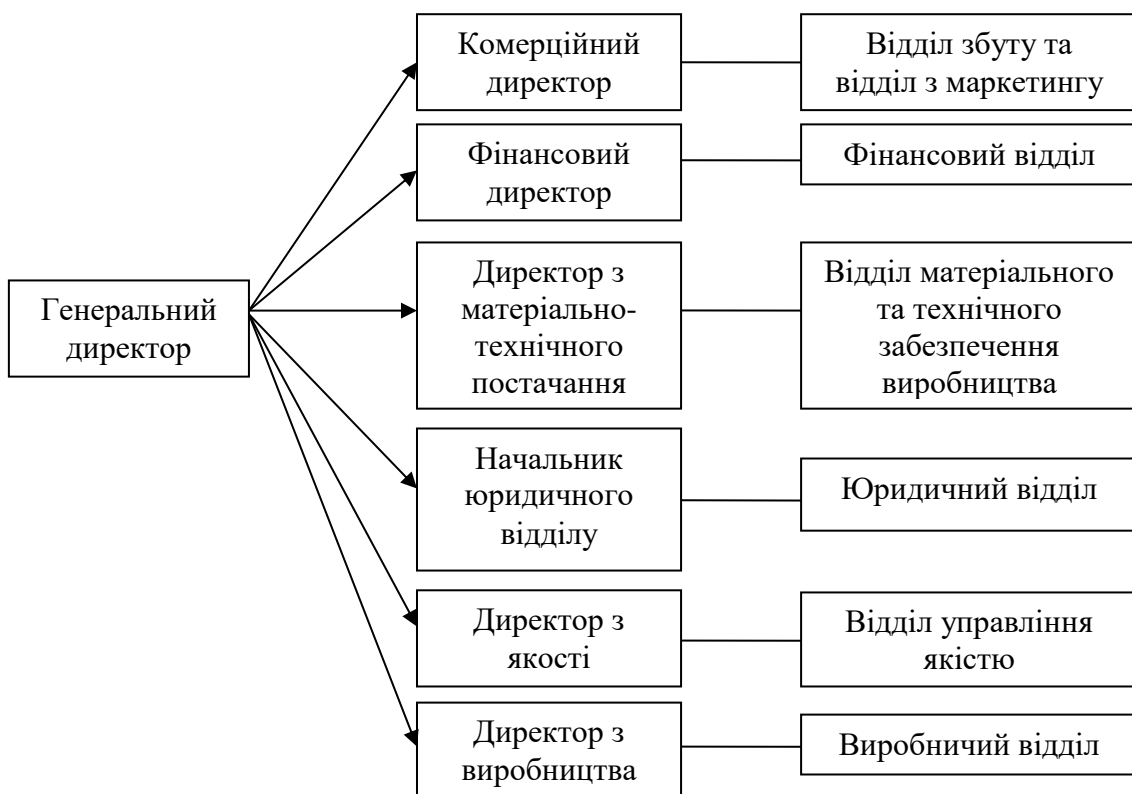 Комерційний
директор
Відділ збуту та
відділ з маркетингу
Фінансовий
директор
Фінансовий відділ
Генеральний
директор
Директор з
матеріально-
технічного
постачання
Відділ матеріального
та технічного
забезпечення
виробництва
Начальник
юридичного
відділу
Юридичний відділ
Директор з
якості
Відділ управління
якістю
Директор з
виробництва
Виробничий відділ